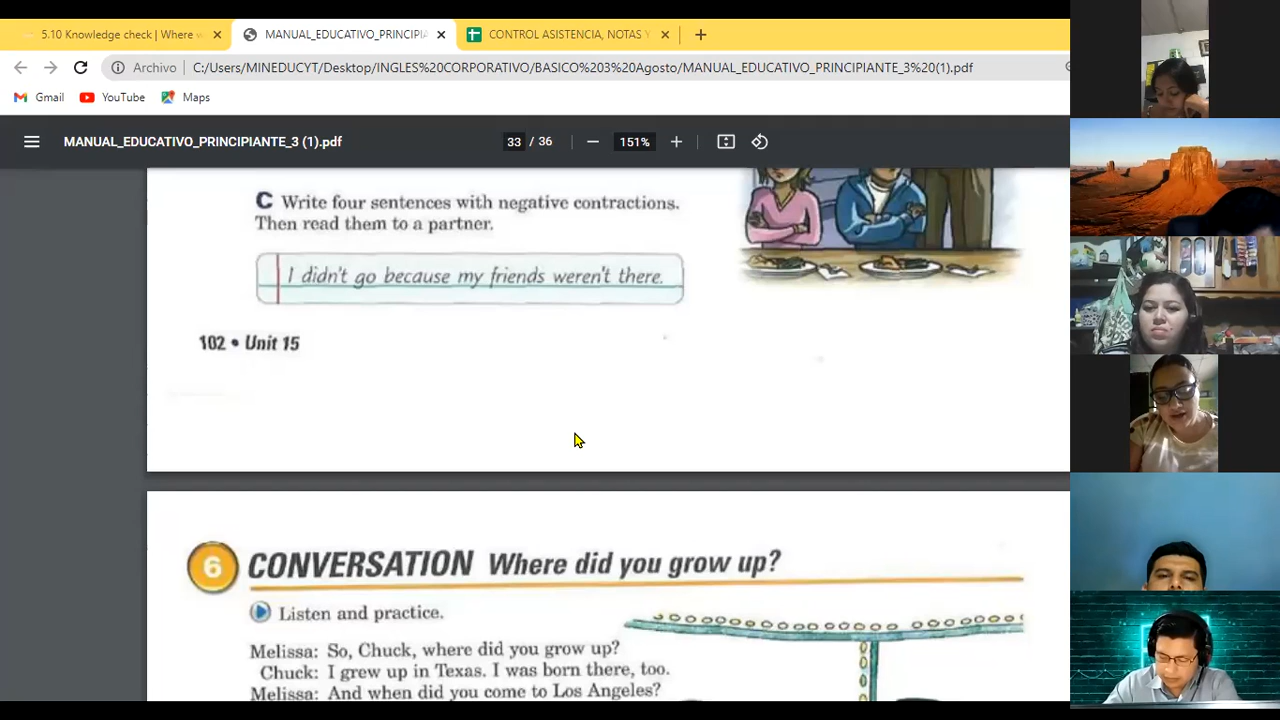 5.10 Knowledge check | Where w
MANUAL_EDUCATIVO_PRINCIPIA
CONTROL ASISTENCIA, NOTAS Y
Archivo
C:/Users/MINEDUCYT/Desktop/INGLES%20CORPORATIVO/BASICO%203%20Agosto/MANUAL_EDUCATIVO_PRINCIPIANTE_3%20(1).pdf
Gmail YouTube Maps
MANUAL_EDUCATIVO_PRINCIPIANTE_3 (1).pdf
33 / 36
151%
C Write four sentences with negative contractions.
Then read them to a partner.
I didn't go because my friends weren't there.
102 • Unit 15
6 CONVERSATION Where did you grow up?
Listen and practice.
Melissa: So, Chuck, where did you grow up?
Chuck: I grew up in Texas. I was born there, too.
Melissa: And when did you come to Los Angeles?